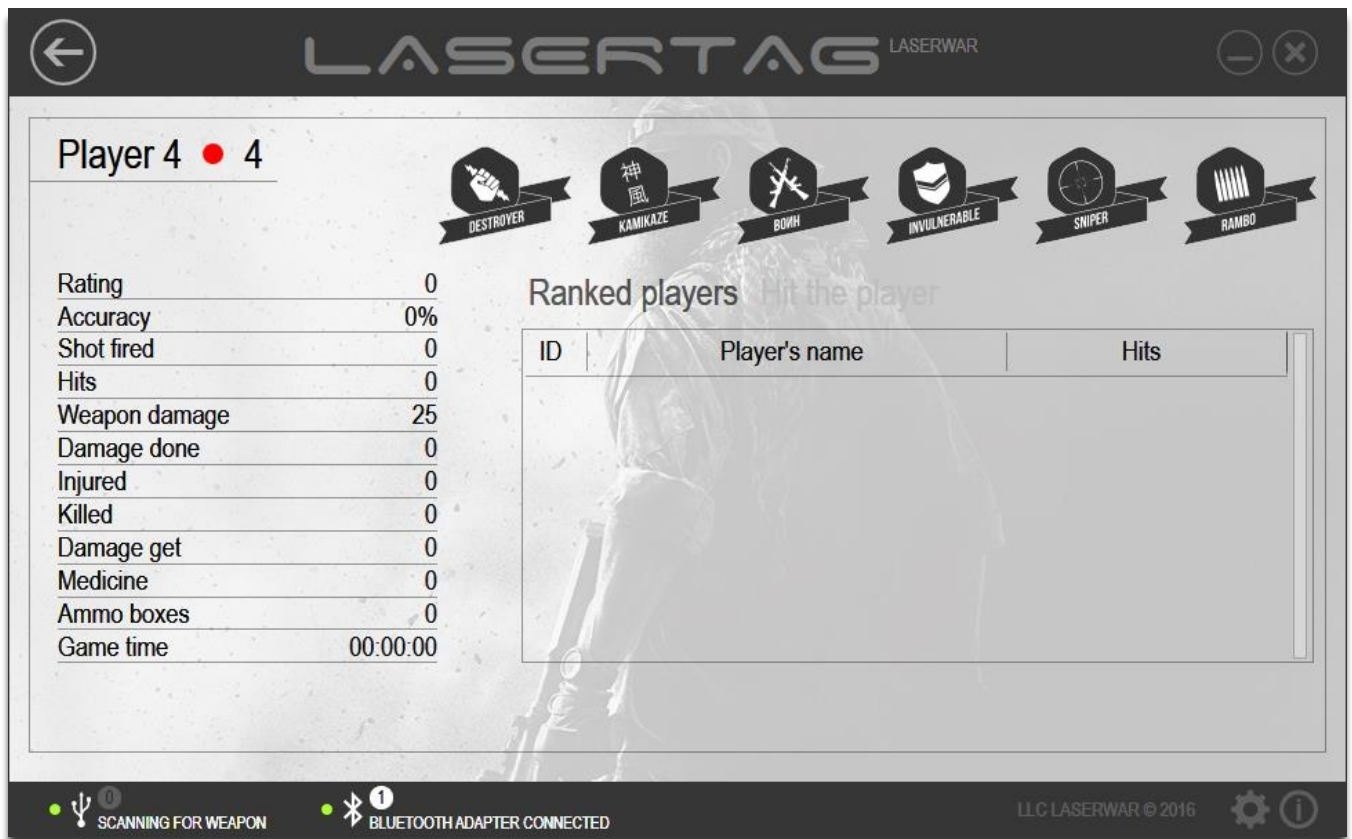 LASERTAG LASERWAR
Player 4 4
DESTROYER
神
風
KAMIKAZE
ВОИН
INVULNERABLE
SNIPER
RAMBO
Rating 0
Accuracy 0%
Shot fired 0
Hits 0
Weapon damage 25
Damage done 0
Injured 0
Killed 0
Damage get 0
Medicine 0
Ammo boxes 0
Game time 00:00:00
Ranked players Hit the player
ID Player's name Hits
0
SCANNING FOR WEAPON
1
BLUETOOTH ADAPTER CONNECTED
LLC LASERWAR © 2016